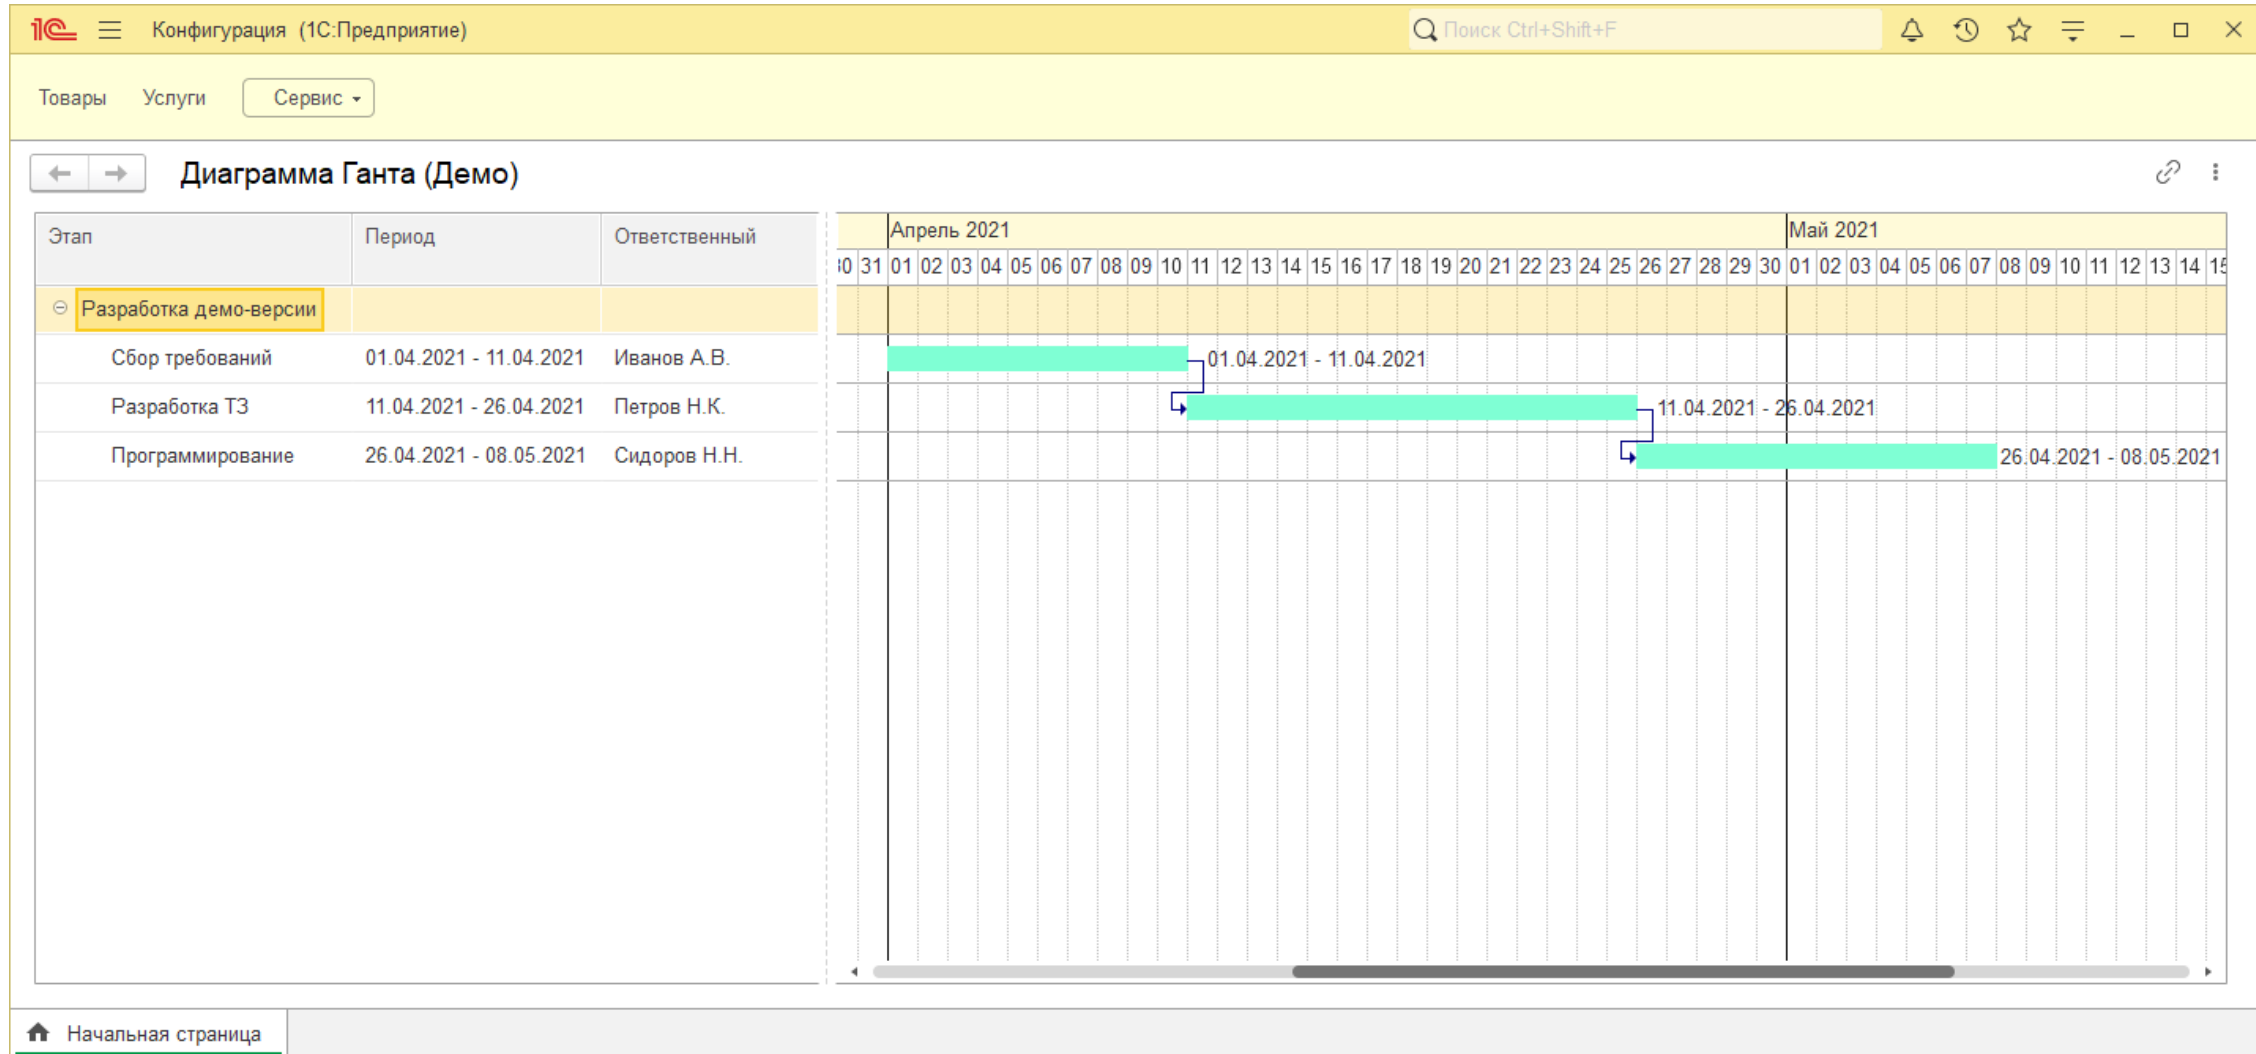 1С Конфигурация (1С:Предприятие) Поиск Ctrl+Shift+F
Товары Услуги Сервис
Диаграмма Ганта (Демо)
Этап Период Ответственный Апрель 2021 Май 2021
31 01 02 03 04 05 06 07 08 09 10 11 12 13 14 15 16 17 18 19 20 21 22 23 24 25 26 27 28 29 30 01 02 03 04 05 06 07 08 09 10 11 12 13 14 15
Разработка демо-версии
Сбор требований 01.04.2021 - 11.04.2021 Иванов А.В. 01.04.2021 - 11.04.2021
Разработка ТЗ 11.04.2021 - 26.04.2021 Петров Н.К. 11.04.2021 - 26.04.2021
Программирование 26.04.2021 - 08.05.2021 Сидоров Н.Н. 26.04.2021 - 08.05.2021
Начальная страница